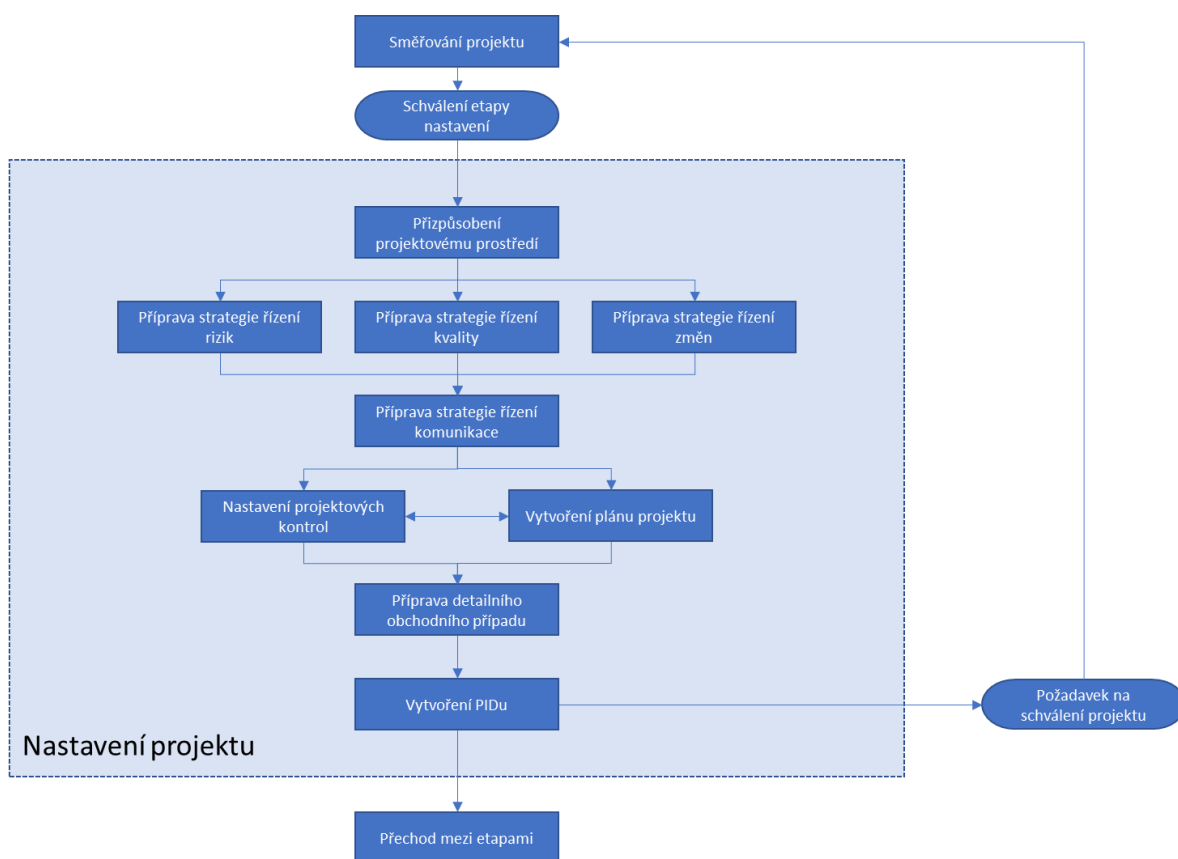 Směřování projektu
Schválení etapy
nastavení
Přizpůsobení
projektovému prostředí
Příprava strategie řízení
rizik
Příprava strategie řízení
kvality
Příprava strategie řízení
změn
Příprava strategie řízení
komunikace
Nastavení projektových
kontrol
Vytvoření plánu projektu
Příprava detailního
obchodního případu
Vytvoření PIDu
Požadavek na
schválení projektu
Nastavení projektu
Přechod mezi etapami